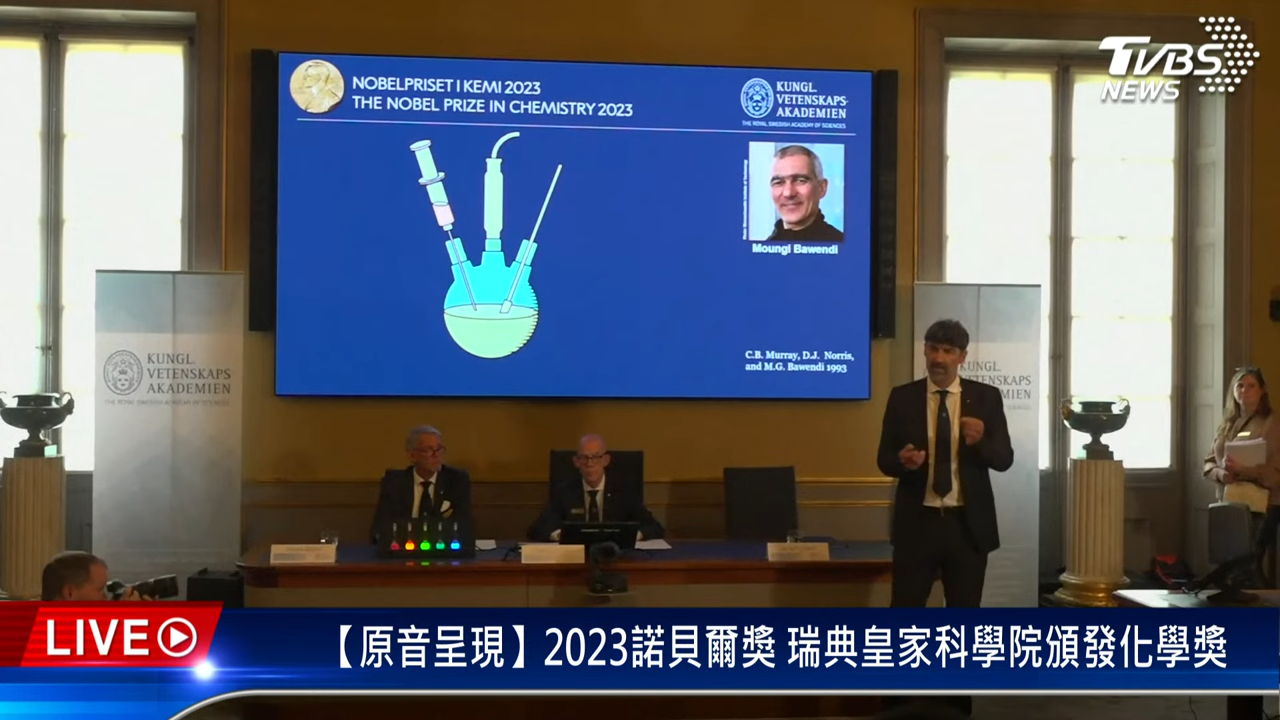 TVBS
NEWS
NOBELPRISET I KEMI 2023
THE NOBEL PRIZE IN CHEMISTRY 2023
KUNGL.
VETENSKAPS-
AKADEMIEN
THE ROYAL SWEDISH ACADEMY OF SCIENCES
Moungi Bawendi
C.B. Murray, D.J. Norris,
and M.G. Bawendi 1993
KUNGL.
VETENSKAPS
AKADEMIEN
THE ROYAL SWEDISH ACADEMY OF SCIENCES
KUNGL.
VETENSKAPS
MIEN
LIVE
【原音呈現】2023諾貝爾獎 瑞典皇家科學院頒發化學獎